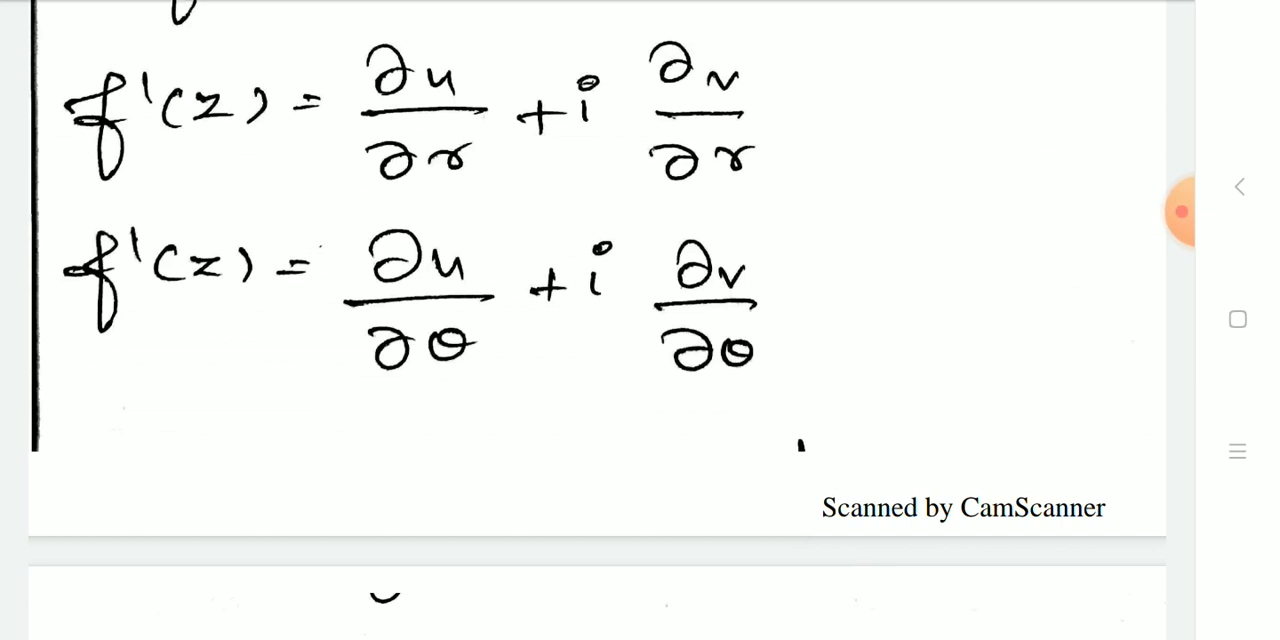 f'(z) = ∂u/∂r + i ∂v/∂r
f'(z) = ∂u/∂θ + i ∂v/∂θ
Scanned by CamScanner